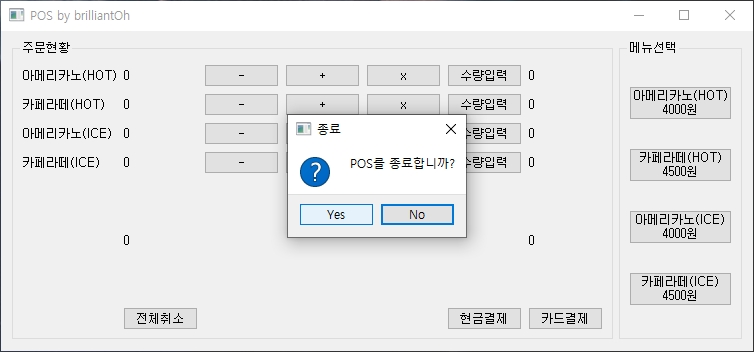 POS by brilliantOh
주문현황
메뉴선택
아메리카노(HOT) 0 - + x 수량입력 0
카페라떼(HOT) 0 - + x 수량입력 0
아메리카노(ICE) 0 - 수량입력 0
카페라떼(ICE) 0 - 수량입력 0
0 0
전체취소 현금결제 카드결제
아메리카노(HOT)
4000원
카페라떼(HOT)
4500원
아메리카노(ICE)
4000원
카페라떼(ICE)
4500원
종료
POS를 종료합니까?
Yes No